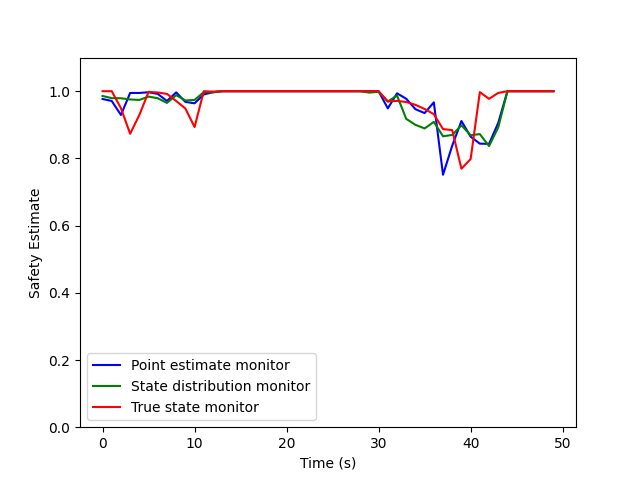 1.0
0.8
0.6
0.4
0.2
0.0
Safety Estimate
Point estimate monitor
State distribution monitor
True state monitor
0 10 20 30 40 50
Time (s)